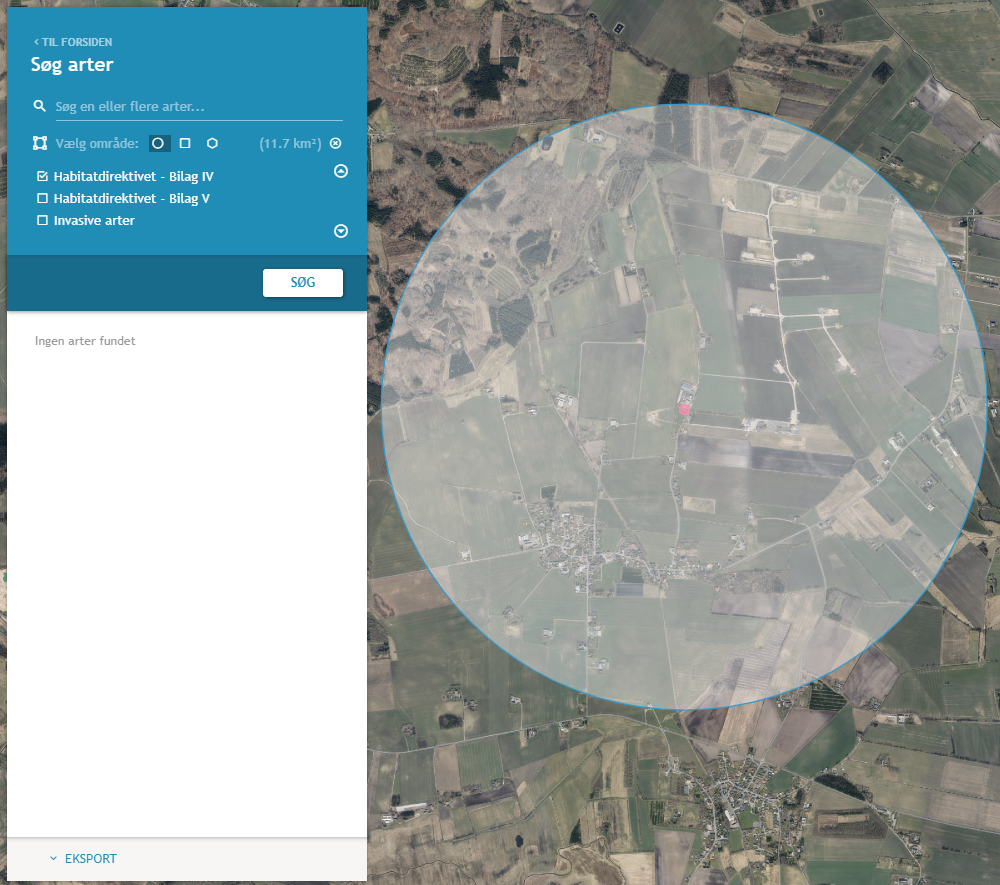 ‹ TIL FORSIDEN
Søg arter
Søg en eller flere arter...
Vælg område: (11.7 km²)
Habitatdirektivet - Bilag IV
Habitatdirektivet - Bilag V
Invasive arter
SØG
Ingen arter fundet
EKSPORT